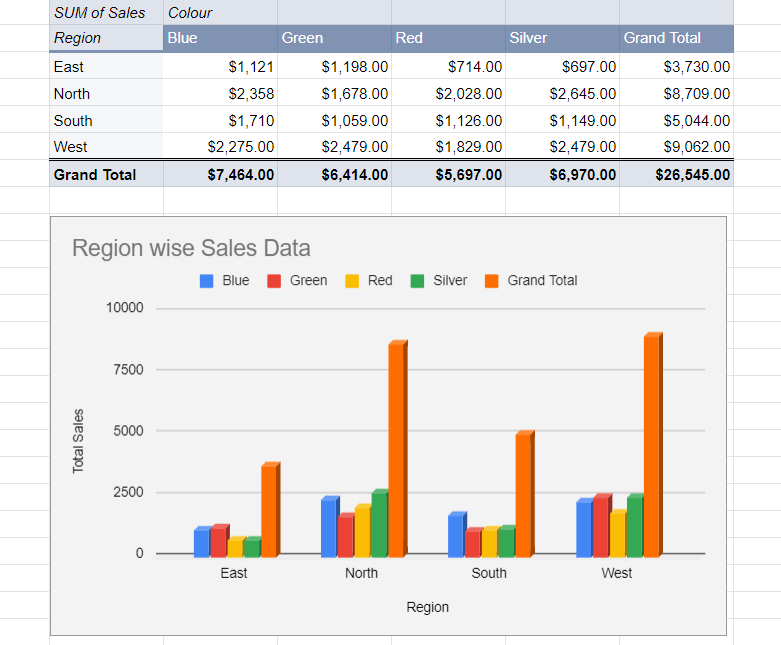 SUM of Sales Colour
Region Blue Green Red Silver Grand Total
East $1,121 $1,198.00 $714.00 $697.00 $3,730.00
North $2,358 $1,678.00 $2,028.00 $2,645.00 $8,709.00
South $1,710 $1,059.00 $1,126.00 $1,149.00 $5,044.00
West $2,275.00 $2,479.00 $1,829.00 $2,479.00 $9,062.00
Grand Total $7,464.00 $6,414.00 $5,697.00 $6,970.00 $26,545.00
Region wise Sales Data
Blue Green Red Silver Grand Total
10000
7500
5000
2500
0
Total Sales
East North South West
Region